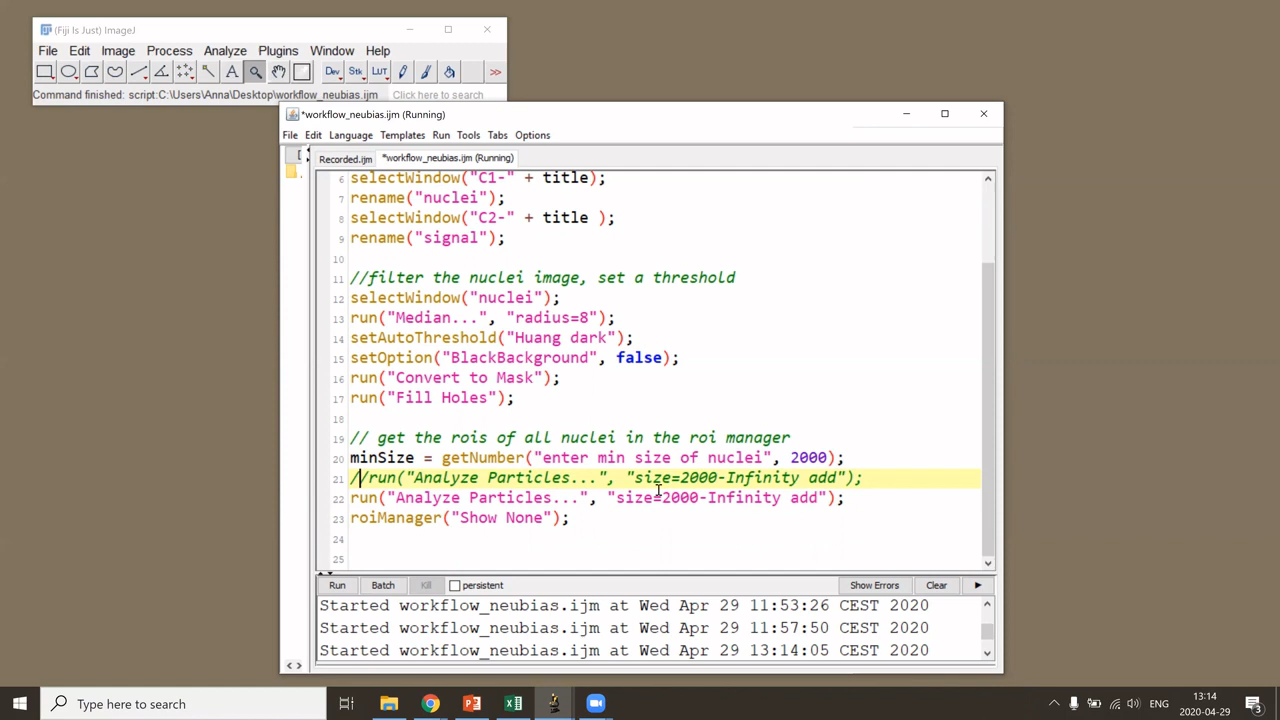 (Fiji Is Just) ImageJ
File Edit Image Process Analyze Plugins Window Help
Dev Stk LUT >>
Command finished: script:C:\Users\Anna\Desktop\workflow_neubias.ijm Click here to search
*workflow_neubias.ijm (Running)
File Edit Language Templates Run Tools Tabs Options
Recorded.ijm *workflow_neubias.ijm (Running)
6 selectWindow("C1-" + title);
7 rename("nuclei");
8 selectWindow("C2-" + title );
9 rename("signal");
10
11 //filter the nuclei image, set a threshold
12 selectWindow("nuclei");
13 run("Median...", "radius=8");
14 setAutoThreshold("Huang dark");
15 setOption("BlackBackground", false);
16 run("Convert to Mask");
17 run("Fill Holes");
18
19 // get the rois of all nuclei in the roi manager
20 minSize = getNumber("enter min size of nuclei", 2000);
21 //run("Analyze Particles...", "size=2000-Infinity add");
22 run("Analyze Particles...", "size=2000-Infinity add");
23 roiManager("Show None");
24
25
Run Batch Kill persistent Show Errors Clear
Started workflow_neubias.ijm at Wed Apr 29 11:53:26 CEST 2020
Started workflow_neubias.ijm at Wed Apr 29 11:57:50 CEST 2020
Started workflow_neubias.ijm at Wed Apr 29 13:14:05 CEST 2020
<>
Type here to search
ENG
13:14
2020-04-29
3